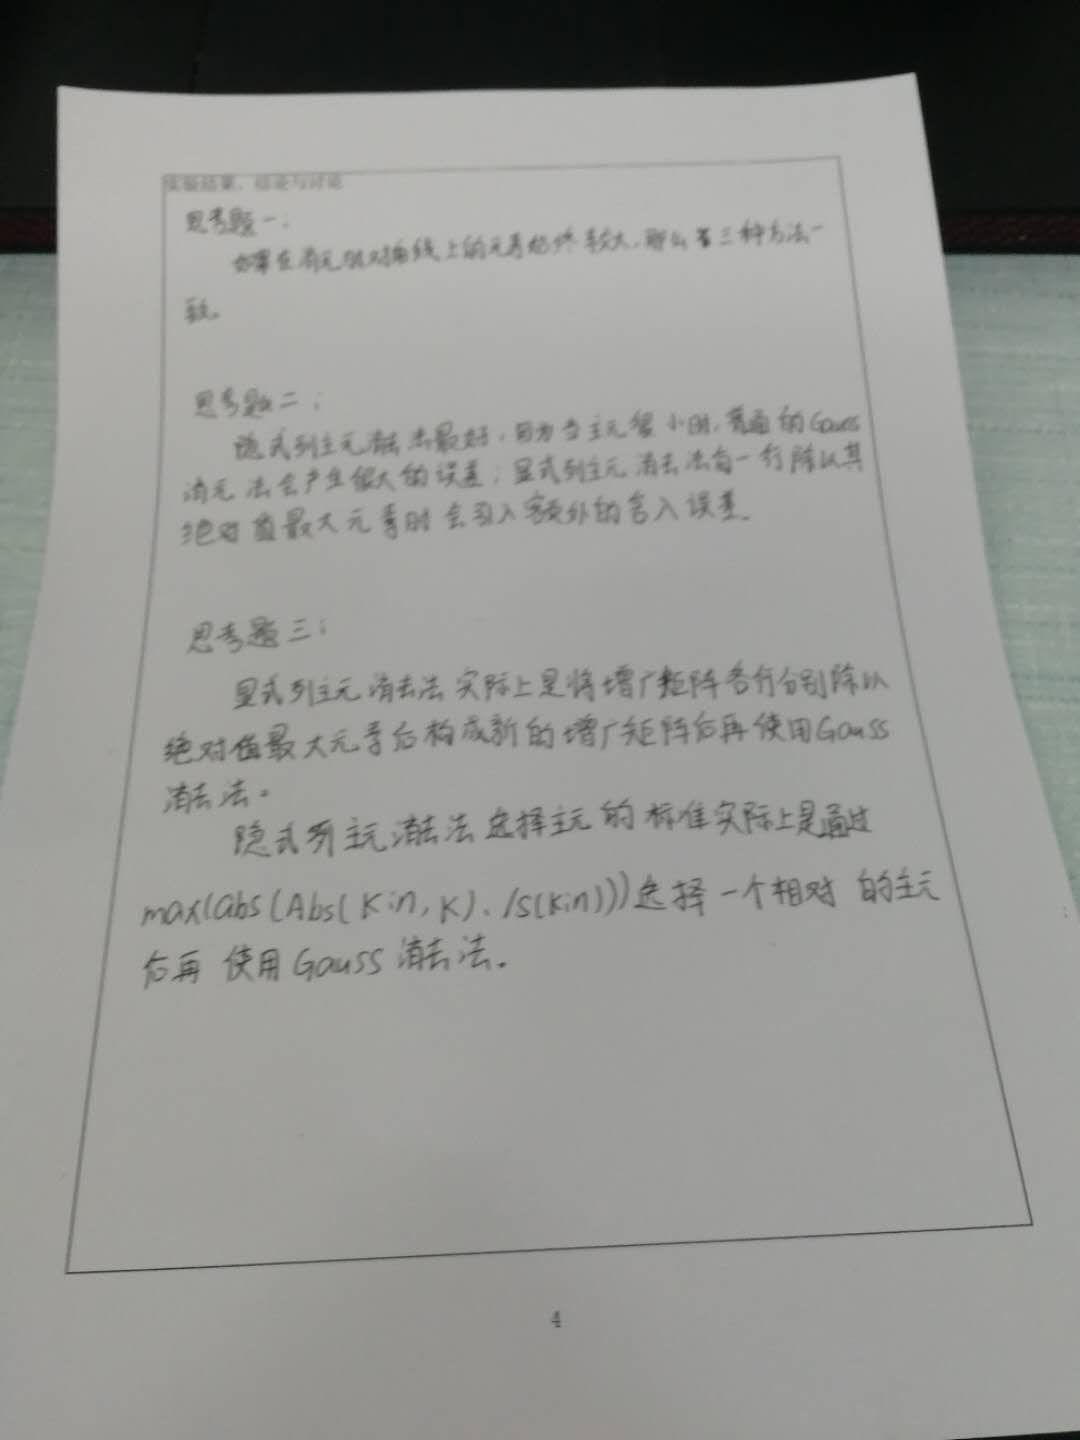 实验结果、结论与讨论
思考题一:
如果在消元时对角线上的元素始终较大,那么着三种方法一
致。
思考题二:
隐式列主元消去法最好,因为当主元很小时,普通的Gauss
消元法会产生很大的误差;显式列主元消去法每一行除以其
绝对值最大元素时会引入额外的舍入误差.
思考题三:
显式列主元消去法实际上是将增广矩阵各行分别除以
绝对值最大元素后构成新的增广矩阵后再使用Gauss
消去法。
隐式列主元消去法选择主元的标准实际上是通过
max(abs(Abs(K:n,K)./s(K:n)))选择一个相对 的主元
后再 使用Gauss消去法.
4